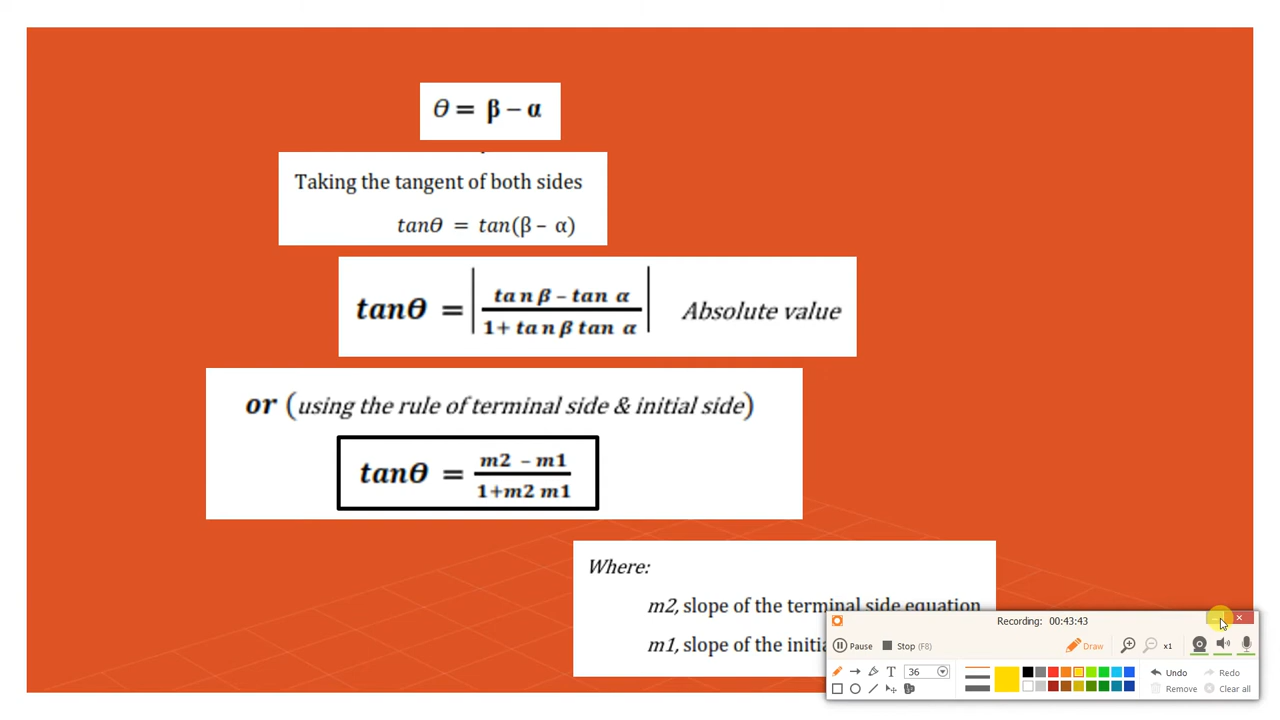 θ = β – α
Taking the tangent of both sides
tanθ = tan(β – α)
tanθ = | tan β – tan α / 1+ tan β tan α | Absolute value
or (using the rule of terminal side & initial side)
tanθ = m2 – m1 / 1+m2 m1
Where:
m2, slope of the terminal side equation
m1, slope of the
Recording: 00:43:43
Pause Stop (F8) Draw x1
T 36 Undo Redo
Remove Clear all